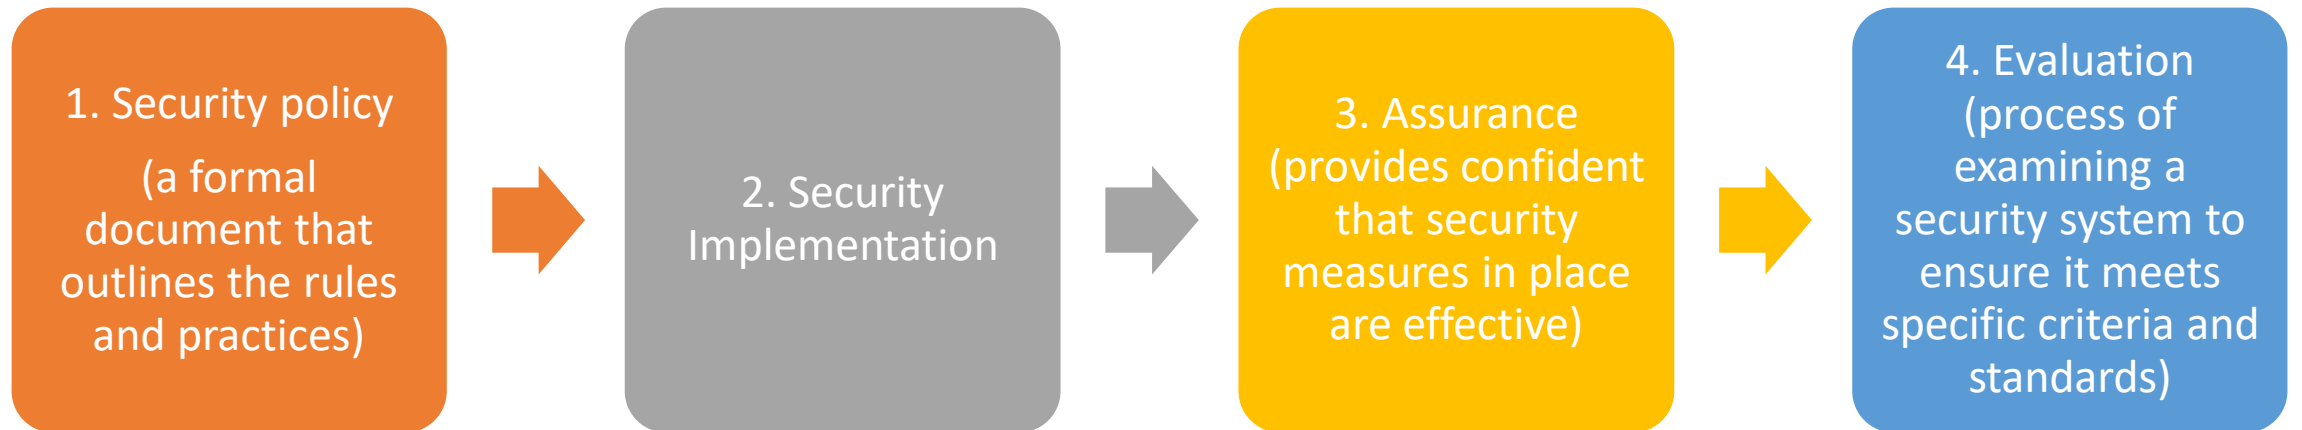 1. Security policy
(a formal
document that
outlines the rules
and practices)
2. Security
Implementation
3. Assurance
(provides confident
that security
measures in place
are effective)
4. Evaluation
(process of
examining a
security system to
ensure it meets
specific criteria and
standards)